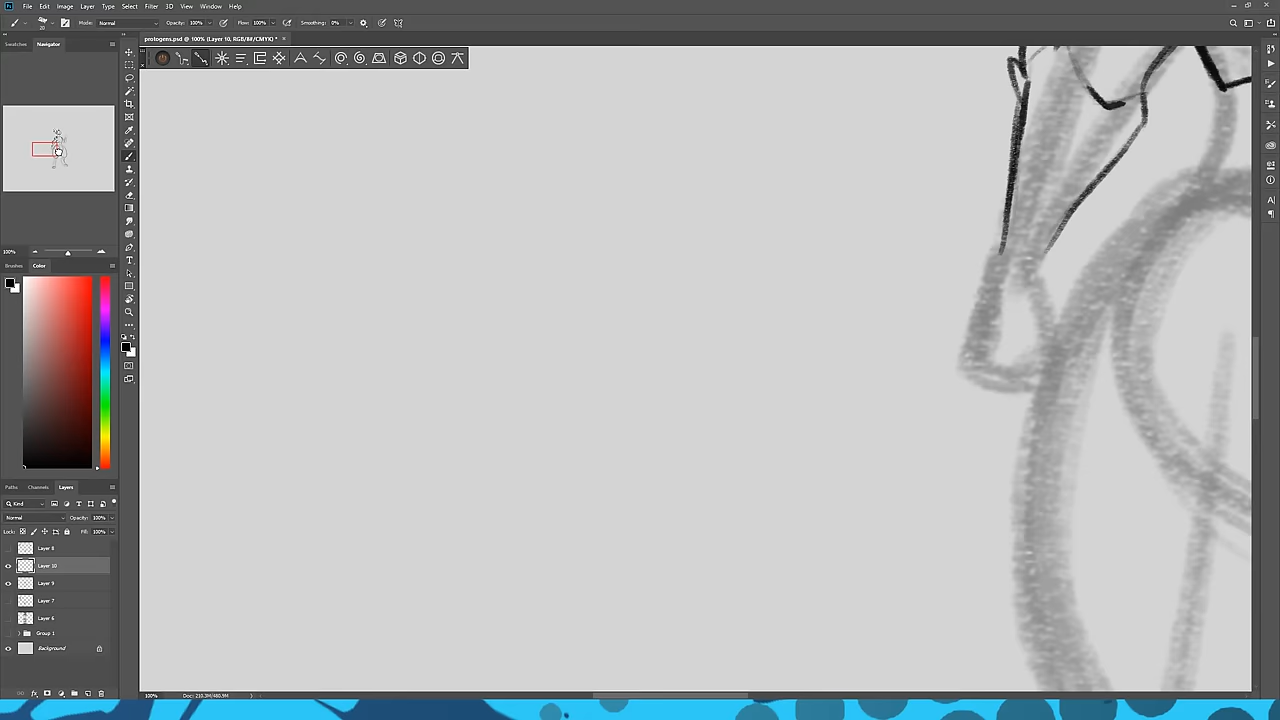 File Edit Image Layer Type Select Filter 3D View Window Help
Mode: Normal Opacity: 100% Flow: 100% Smoothing: 0%
protogens.psd @ 100% (Layer 10, RGB/8#/CMYK) *
Swatches Navigator
100%
Brushes Color
Paths Channels Layers
Kind
Normal Opacity: 100%
Lock: Fill: 100%
Layer 8
Layer 10
Layer 9
Layer 7
Layer 6
Group 1
Background
100% Doc: 210.3M/480.9M